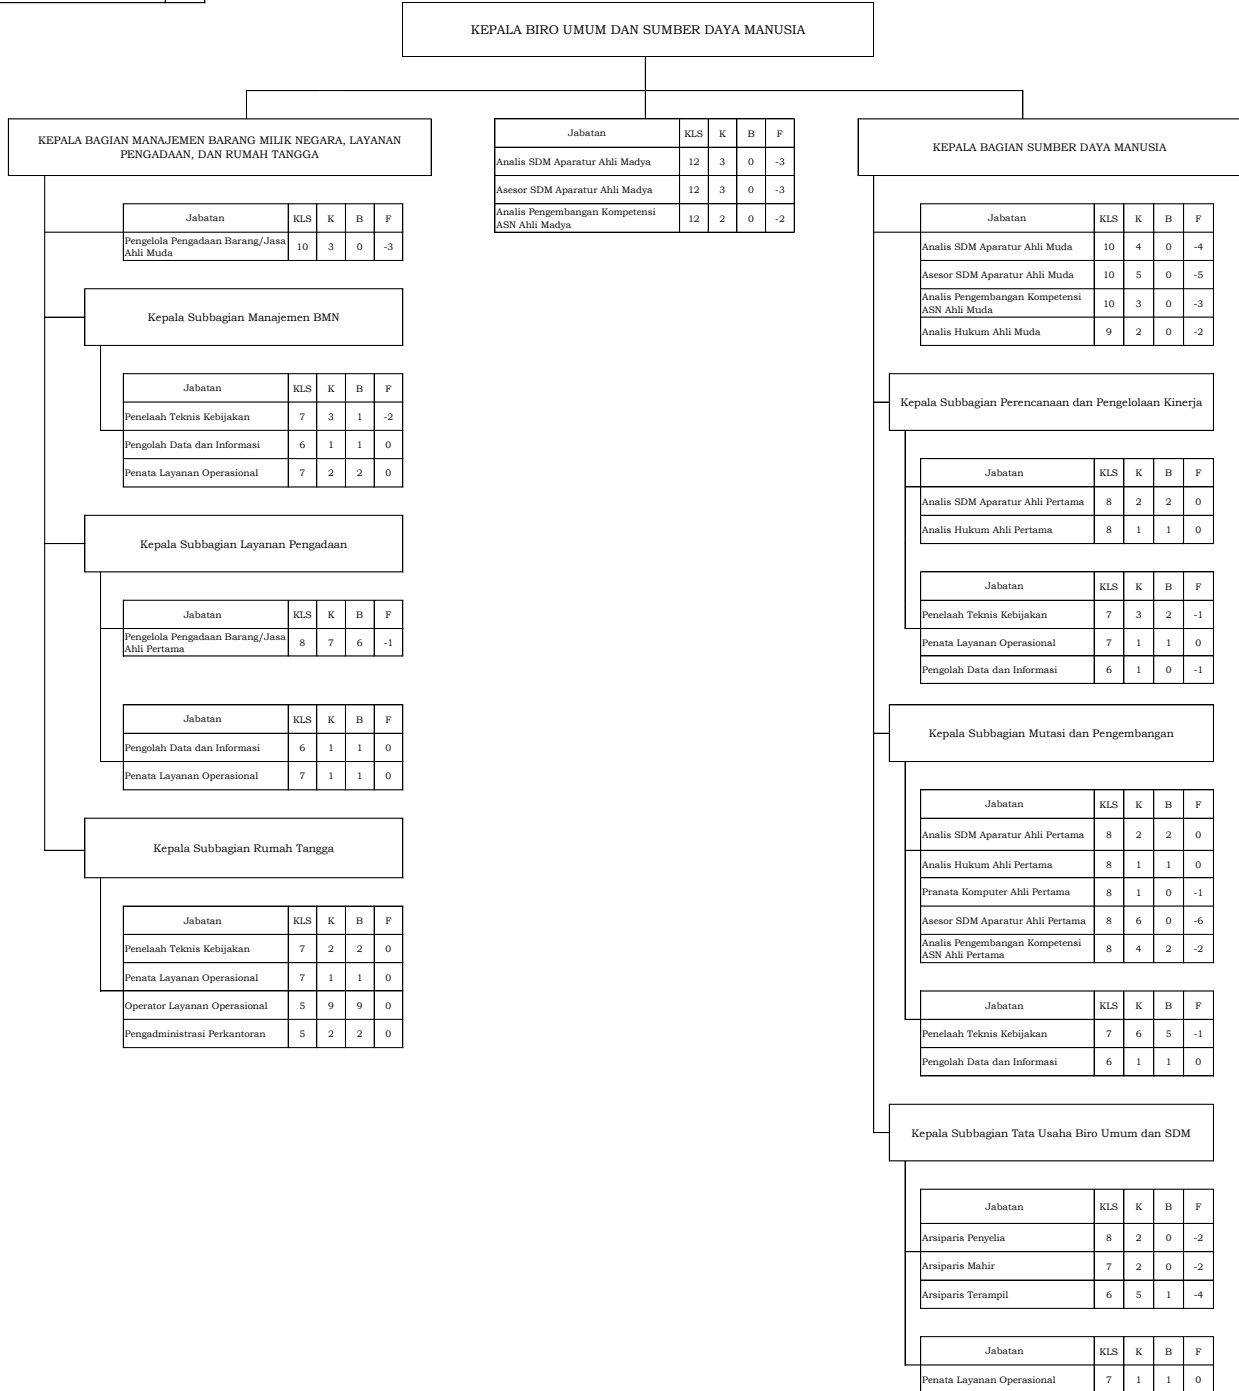 KEPALA BIRO UMUM DAN SUMBER DAYA MANUSIA
KEPALA BAGIAN MANAJEMEN BARANG MILIK NEGARA, LAYANAN
PENGADAAN, DAN RUMAH TANGGA
Jabatan KLS K B F
Pengelola Pengadaan Barang/Jasa
Ahli Muda 10 3 0 -3
Kepala Subbagian Manajemen BMN
Jabatan KLS K B F
Penelaah Teknis Kebijakan 7 3 1 -2
Pengolah Data dan Informasi 6 1 1 0
Penata Layanan Operasional 7 2 2 0
Kepala Subbagian Layanan Pengadaan
Jabatan KLS K B F
Pengelola Pengadaan Barang/Jasa
Ahli Pertama 8 7 6 -1
Jabatan KLS K B F
Pengolah Data dan Informasi 6 1 1 0
Penata Layanan Operasional 7 1 1 0
Kepala Subbagian Rumah Tangga
Jabatan KLS K B F
Penelaah Teknis Kebijakan 7 2 2 0
Penata Layanan Operasional 7 1 1 0
Operator Layanan Operasional 5 9 9 0
Pengadministrasi Perkantoran 5 2 2 0
Jabatan KLS K B F
Analis SDM Aparatur Ahli Madya 12 3 0 -3
Asesor SDM Aparatur Ahli Madya 12 3 0 -3
Analis Pengembangan Kompetensi
ASN Ahli Madya 12 2 0 -2
KEPALA BAGIAN SUMBER DAYA MANUSIA
Jabatan KLS K B F
Analis SDM Aparatur Ahli Muda 10 4 0 -4
Asesor SDM Aparatur Ahli Muda 10 5 0 -5
Analis Pengembangan Kompetensi
ASN Ahli Muda 10 3 0 -3
Analis Hukum Ahli Muda 9 2 0 -2
Kepala Subbagian Perencanaan dan Pengelolaan Kinerja
Jabatan KLS K B F
Analis SDM Aparatur Ahli Pertama 8 2 2 0
Analis Hukum Ahli Pertama 8 1 1 0
Jabatan KLS K B F
Penelaah Teknis Kebijakan 7 3 2 -1
Penata Layanan Operasional 7 1 1 0
Pengolah Data dan Informasi 6 1 0 -1
Kepala Subbagian Mutasi dan Pengembangan
Jabatan KLS K B F
Analis SDM Aparatur Ahli Pertama 8 2 2 0
Analis Hukum Ahli Pertama 8 1 1 0
Pranata Komputer Ahli Pertama 8 1 0 -1
Asesor SDM Aparatur Ahli Pertama 8 6 0 -6
Analis Pengembangan Kompetensi
ASN Ahli Pertama 8 4 2 -2
Jabatan KLS K B F
Penelaah Teknis Kebijakan 7 6 5 -1
Pengolah Data dan Informasi 6 1 1 0
Kepala Subbagian Tata Usaha Biro Umum dan SDM
Jabatan KLS K B F
Arsiparis Penyelia 8 2 0 -2
Arsiparis Mahir 7 2 0 -2
Arsiparis Terampil 6 5 1 -4
Jabatan KLS K B F
Penata Layanan Operasional 7 1 1 0